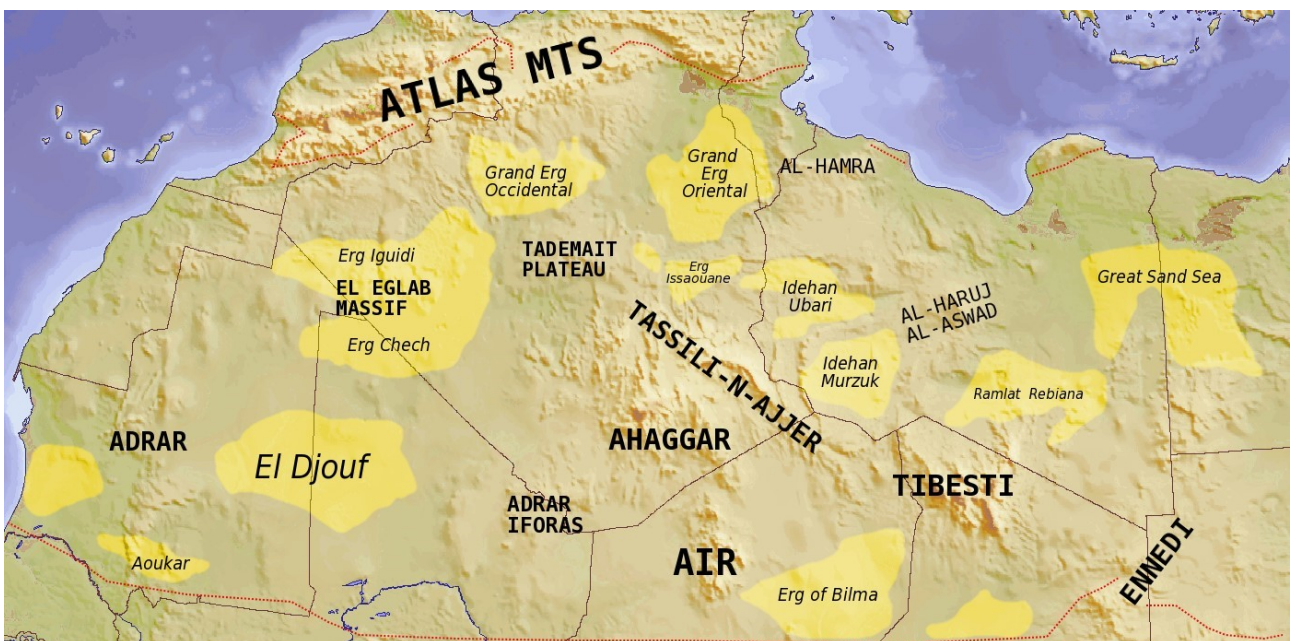 ATLAS MTS
Grand Erg
Occidental
Grand
Erg
Oriental
AL-HAMRA
Erg Iguidi
EL EGLAB
MASSIF
Erg Chech
TADEMAIT
PLATEAU
Erg
Issaouane
Idehan
Ubari
AL-HARUJ
AL-ASWAD
Great Sand Sea
TASSILI-N-AJJER
Idehan
Murzuk
Ramlat Rebiana
ADRAR
El Djouf
AHAGGAR
TIBESTI
ADRAR
IFORAS
AIR
Aoukar
Erg of Bilma
ENNEDI